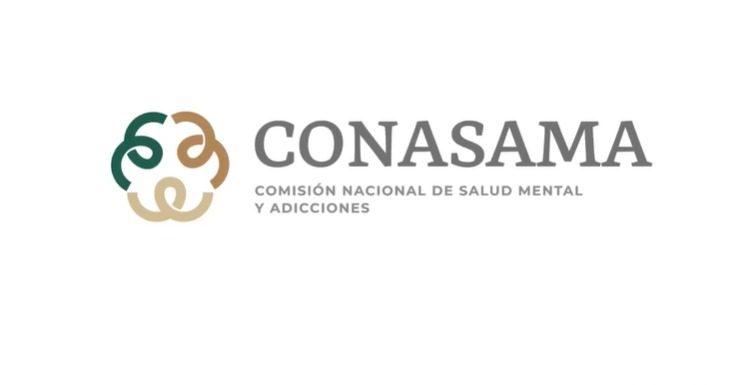 CONASAMA
COMISIÓN NACIONAL DE SALUD MENTAL
Y ADICCIONES